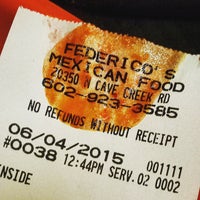 FEDERICO'S
MEXICAN FOOD
20350 N CAVE CREEK RD
602-923-3585
NO REFUNDS WITHOUT RECEIPT
06/04/2015 001111
#0038 12:44PM SERV.02 0002
INSIDE